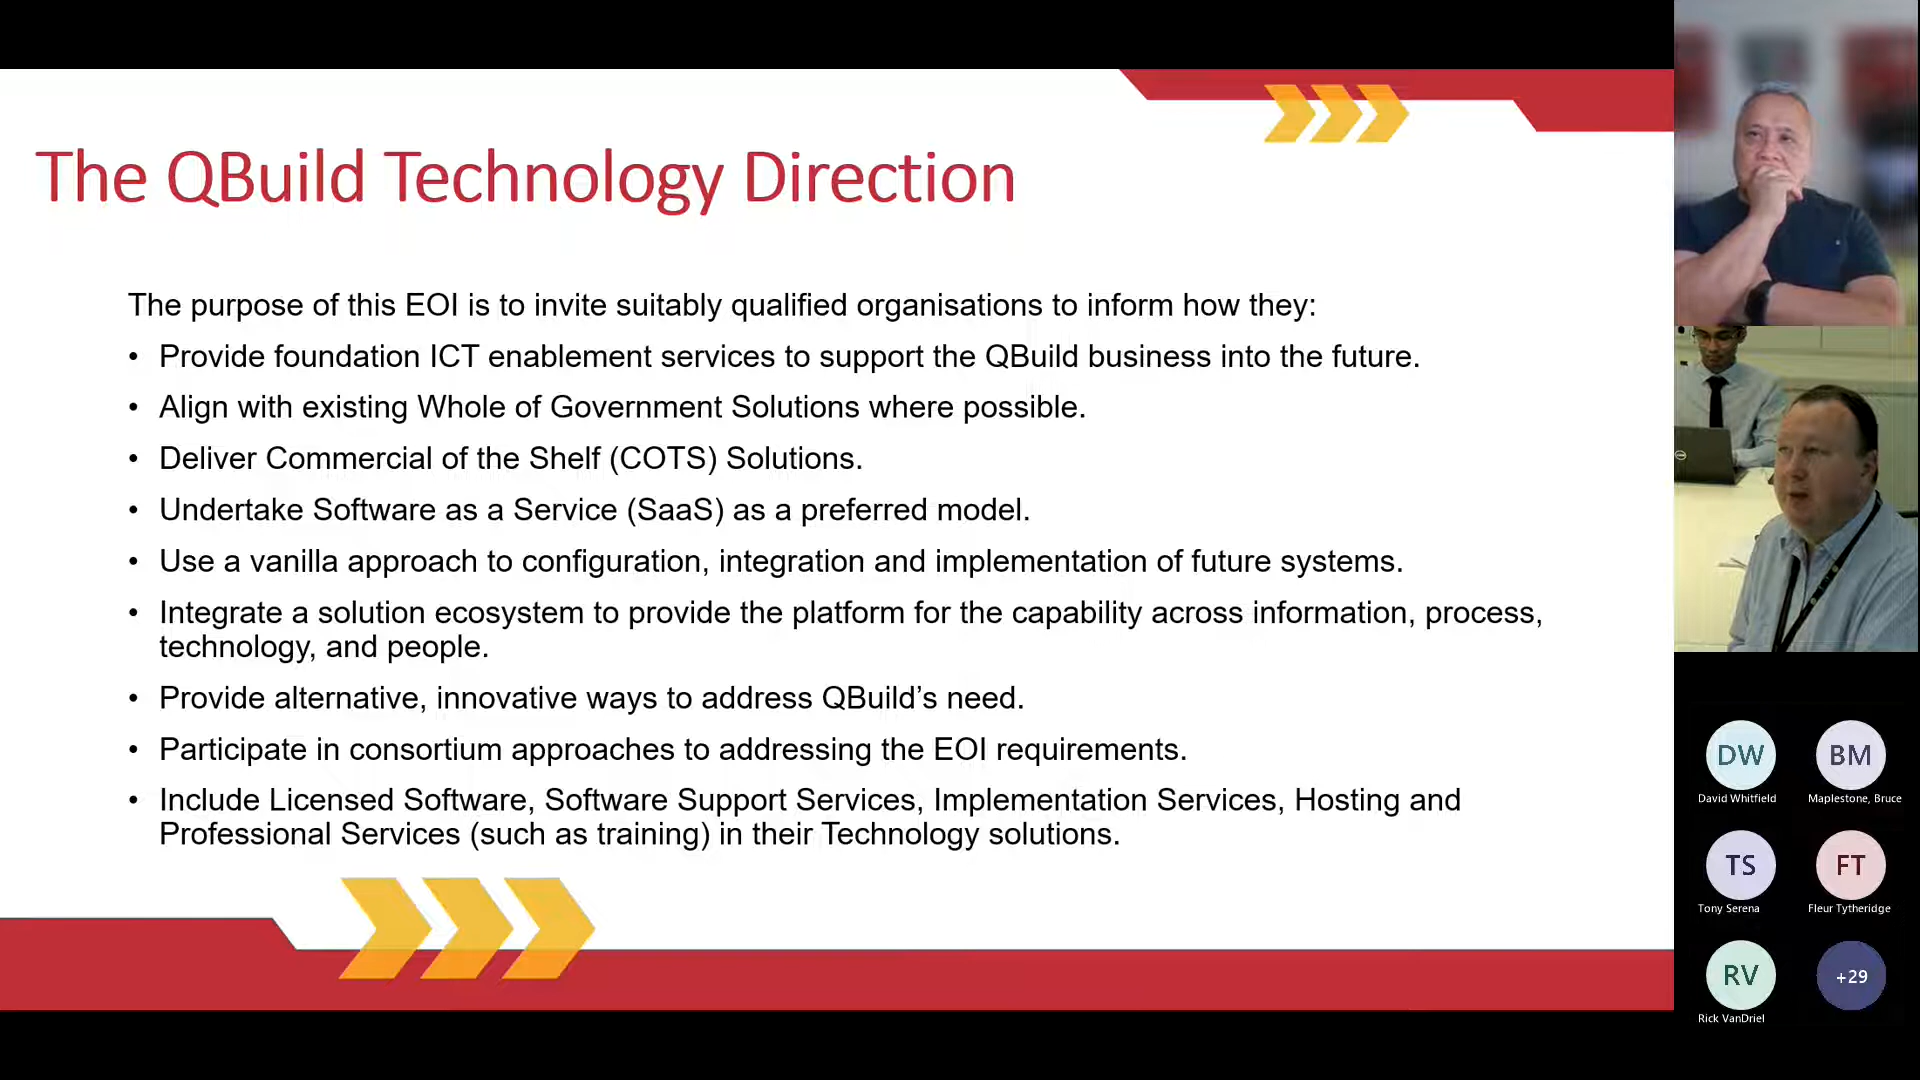 The QBuild Technology Direction
The purpose of this EOI is to invite suitably qualified organisations to inform how they:
• Provide foundation ICT enablement services to support the QBuild business into the future.
• Align with existing Whole of Government Solutions where possible.
• Deliver Commercial of the Shelf (COTS) Solutions.
• Undertake Software as a Service (SaaS) as a preferred model.
• Use a vanilla approach to configuration, integration and implementation of future systems.
• Integrate a solution ecosystem to provide the platform for the capability across information, process,
technology, and people.
• Provide alternative, innovative ways to address QBuild’s need.
• Participate in consortium approaches to addressing the EOI requirements.
• Include Licensed Software, Software Support Services, Implementation Services, Hosting and
Professional Services (such as training) in their Technology solutions.
DW
David Whitfield
BM
Maplestone, Bruce
TS
Tony Serena
FT
Fleur Tytheridge
RV
Rick VanDriel
+29